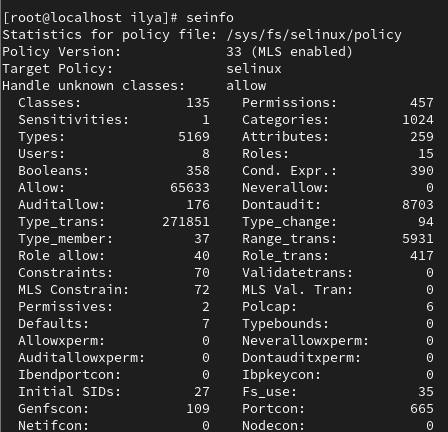 [root@localhost ilya]# seinfo
Statistics for policy file: /sys/fs/selinux/policy
Policy Version:             33 (MLS enabled)
Target Policy:              selinux
Handle unknown classes:     allow
  Classes:             135    Permissions:         457
  Sensitivities:         1    Categories:         1024
  Types:              5169    Attributes:          259
  Users:                 8    Roles:                15
  Booleans:            358    Cond. Expr.:         390
  Allow:             65633    Neverallow:            0
  Auditallow:          176    Dontaudit:          8703
  Type_trans:       271851    Type_change:          94
  Type_member:          37    Range_trans:        5931
  Role allow:           40    Role_trans:          417
  Constraints:          70    Validatetrans:         0
  MLS Constrain:        72    MLS Val. Tran:         0
  Permissives:           2    Polcap:                6
  Defaults:              7    Typebounds:            0
  Allowxperm:            0    Neverallowxperm:       0
  Auditallowxperm:       0    Dontauditxperm:        0
  Ibendportcon:          0    Ibpkeycon:             0
  Initial SIDs:         27    Fs_use:               35
  Genfscon:            109    Portcon:             665
  Netifcon:              0    Nodecon:               0